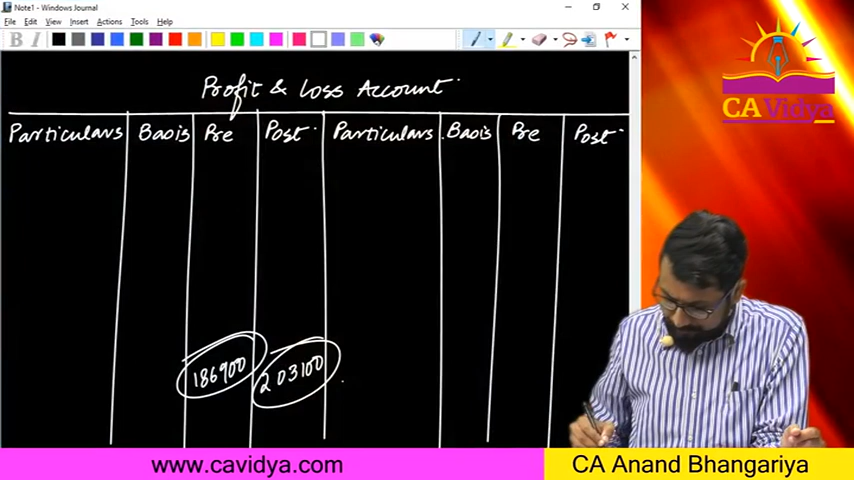 Note1 - Windows Journal
File Edit View Insert Actions Tools Help
B I
Profit & Loss Account
Particulars Basis Pre Post Particulars Basis Pre Post
186900 203100
CA Vidya
www.cavidya.com
CA Anand Bhangariya